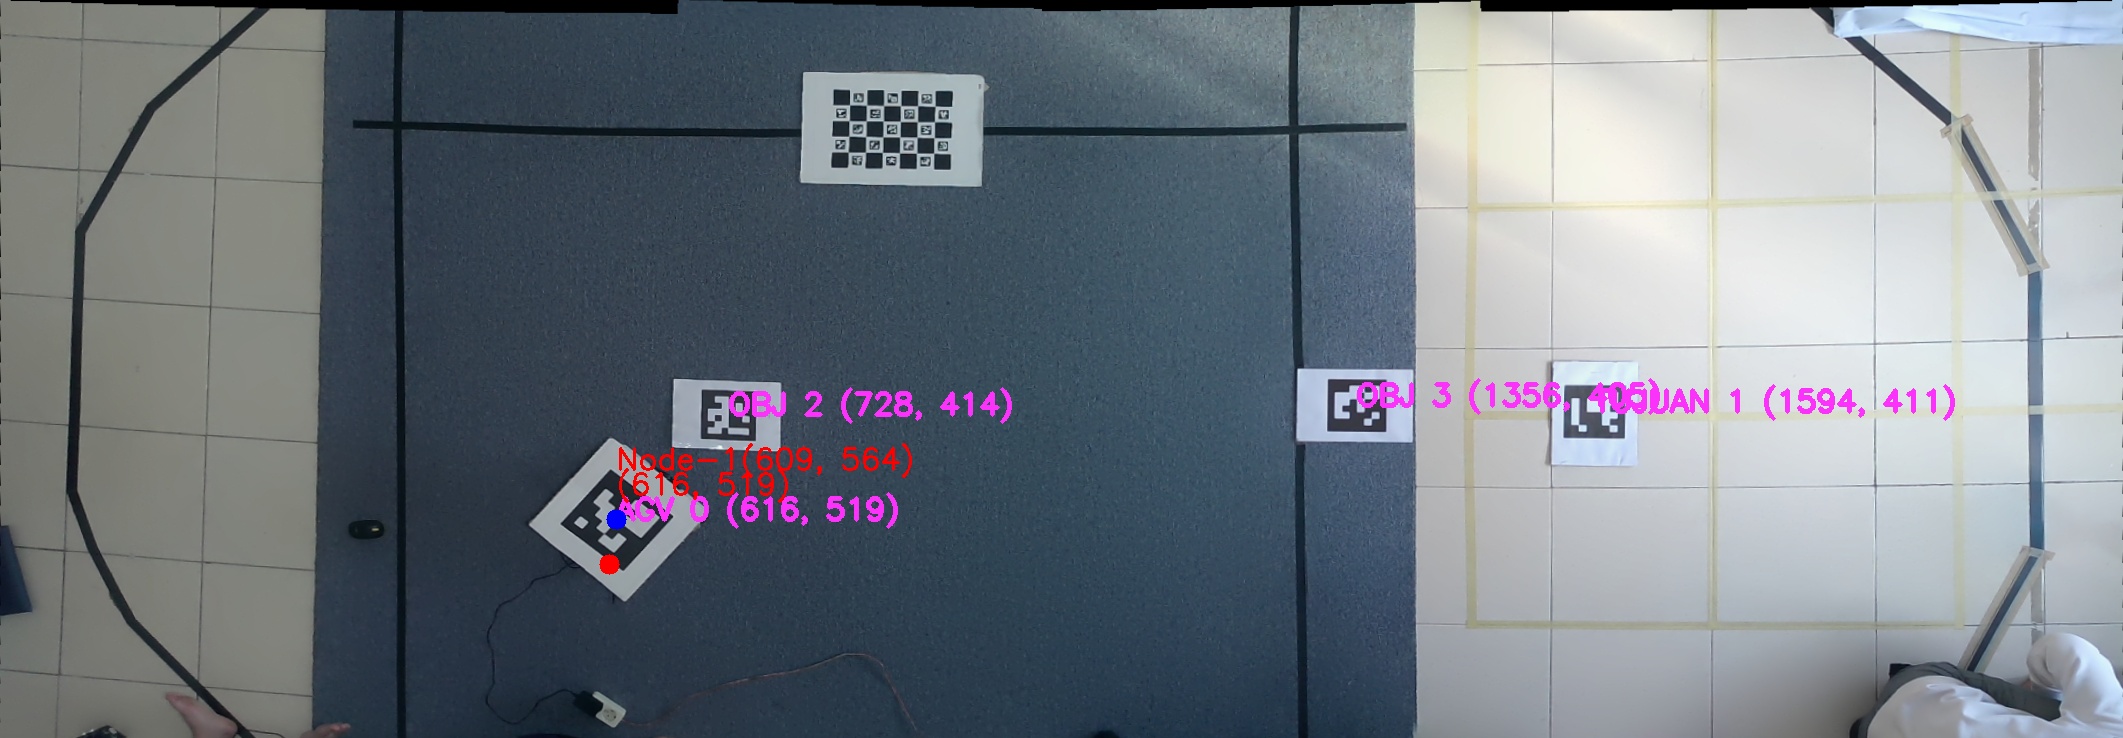 OBJ 2 (728, 414)
OBJ 3 (1356, 405)
TUJUAN 1 (1594, 411)
Node-1(609, 564)
(616, 519)
AGV 0 (616, 519)